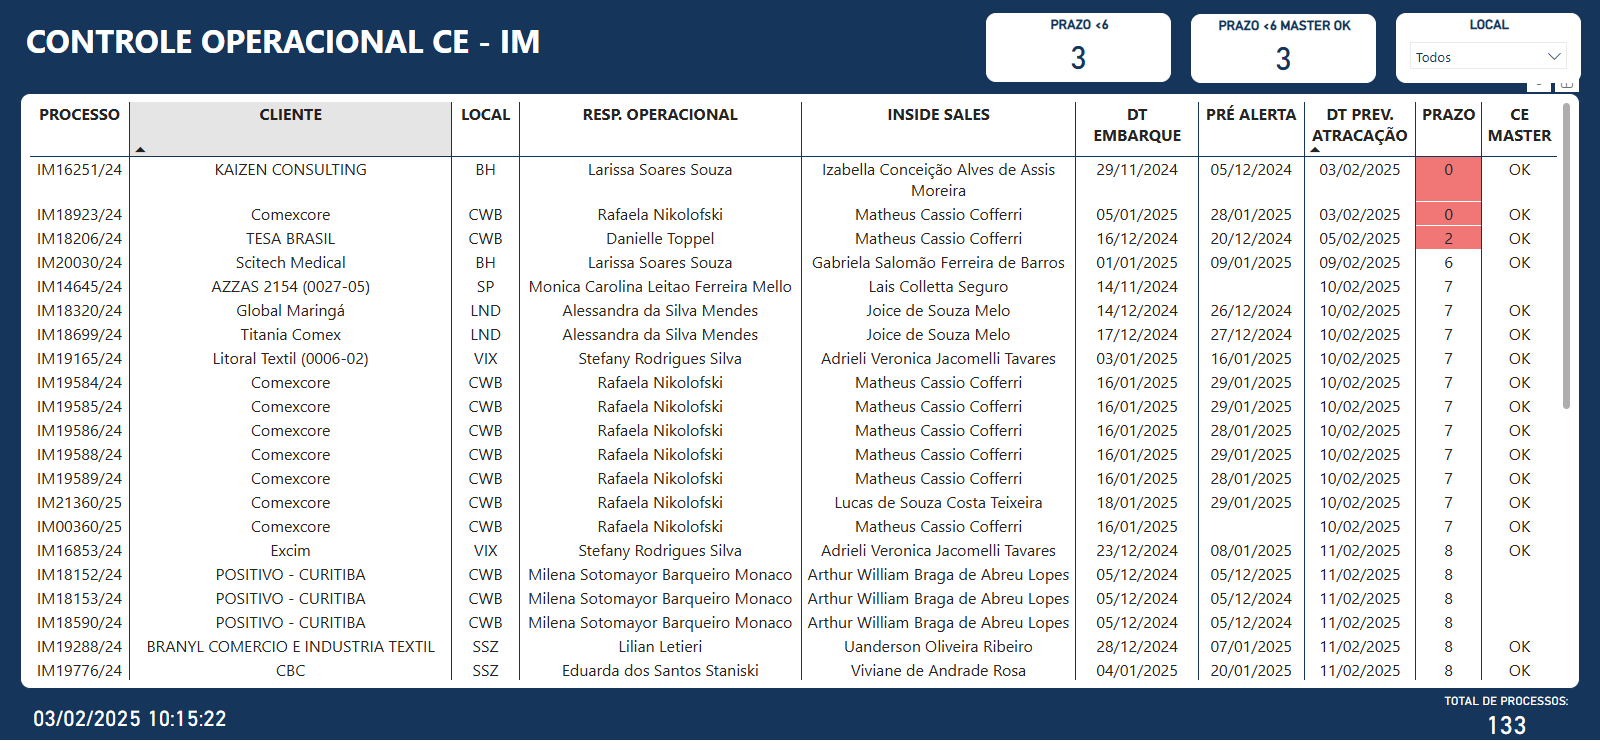 CONTROLE OPERACIONAL CE - IM
PRAZO <6
3
PRAZO <6 MASTER OK
3
LOCAL
Todos
PROCESSO CLIENTE LOCAL RESP. OPERACIONAL INSIDE SALES DT EMBARQUE PRÉ ALERTA DT PREV. ATRACAÇÃO PRAZO CE MASTER
IM16251/24 KAIZEN CONSULTING BH Larissa Soares Souza Izabella Conceição Alves de Assis Moreira 29/11/2024 05/12/2024 03/02/2025 0 OK
IM18923/24 Comexcore CWB Rafaela Nikolofski Matheus Cassio Cofferri 05/01/2025 28/01/2025 03/02/2025 0 OK
IM18206/24 TESA BRASIL CWB Danielle Toppel Matheus Cassio Cofferri 16/12/2024 20/12/2024 05/02/2025 2 OK
IM20030/24 Scitech Medical BH Larissa Soares Souza Gabriela Salomão Ferreira de Barros 01/01/2025 09/01/2025 09/02/2025 6 OK
IM14645/24 AZZAS 2154 (0027-05) SP Monica Carolina Leitao Ferreira Mello Lais Colletta Seguro 14/11/2024 10/02/2025 7
IM18320/24 Global Maringá LND Alessandra da Silva Mendes Joice de Souza Melo 14/12/2024 26/12/2024 10/02/2025 7 OK
IM18699/24 Titania Comex LND Alessandra da Silva Mendes Joice de Souza Melo 17/12/2024 27/12/2024 10/02/2025 7 OK
IM19165/24 Litoral Textil (0006-02) VIX Stefany Rodrigues Silva Adrieli Veronica Jacomelli Tavares 03/01/2025 16/01/2025 10/02/2025 7 OK
IM19584/24 Comexcore CWB Rafaela Nikolofski Matheus Cassio Cofferri 16/01/2025 29/01/2025 10/02/2025 7 OK
IM19585/24 Comexcore CWB Rafaela Nikolofski Matheus Cassio Cofferri 16/01/2025 29/01/2025 10/02/2025 7 OK
IM19586/24 Comexcore CWB Rafaela Nikolofski Matheus Cassio Cofferri 16/01/2025 28/01/2025 10/02/2025 7 OK
IM19588/24 Comexcore CWB Rafaela Nikolofski Matheus Cassio Cofferri 16/01/2025 29/01/2025 10/02/2025 7 OK
IM19589/24 Comexcore CWB Rafaela Nikolofski Matheus Cassio Cofferri 16/01/2025 28/01/2025 10/02/2025 7 OK
IM21360/25 Comexcore CWB Rafaela Nikolofski Lucas de Souza Costa Teixeira 18/01/2025 29/01/2025 10/02/2025 7 OK
IM00360/25 Comexcore CWB Rafaela Nikolofski Matheus Cassio Cofferri 16/01/2025 10/02/2025 7 OK
IM16853/24 Excim VIX Stefany Rodrigues Silva Adrieli Veronica Jacomelli Tavares 23/12/2024 08/01/2025 11/02/2025 8 OK
IM18152/24 POSITIVO - CURITIBA CWB Milena Sotomayor Barqueiro Monaco Arthur William Braga de Abreu Lopes 05/12/2024 05/12/2025 11/02/2025 8
IM18153/24 POSITIVO - CURITIBA CWB Milena Sotomayor Barqueiro Monaco Arthur William Braga de Abreu Lopes 05/12/2024 05/12/2024 11/02/2025 8
IM18590/24 POSITIVO - CURITIBA CWB Milena Sotomayor Barqueiro Monaco Arthur William Braga de Abreu Lopes 05/12/2024 05/12/2024 11/02/2025 8
IM19288/24 BRANYL COMERCIO E INDUSTRIA TEXTIL SSZ Lilian Letieri Uanderson Oliveira Ribeiro 28/12/2024 07/01/2025 11/02/2025 8 OK
IM19776/24 CBC SSZ Eduarda dos Santos Staniski Viviane de Andrade Rosa 04/01/2025 20/01/2025 11/02/2025 8 OK
03/02/2025 10:15:22
TOTAL DE PROCESSOS:
133